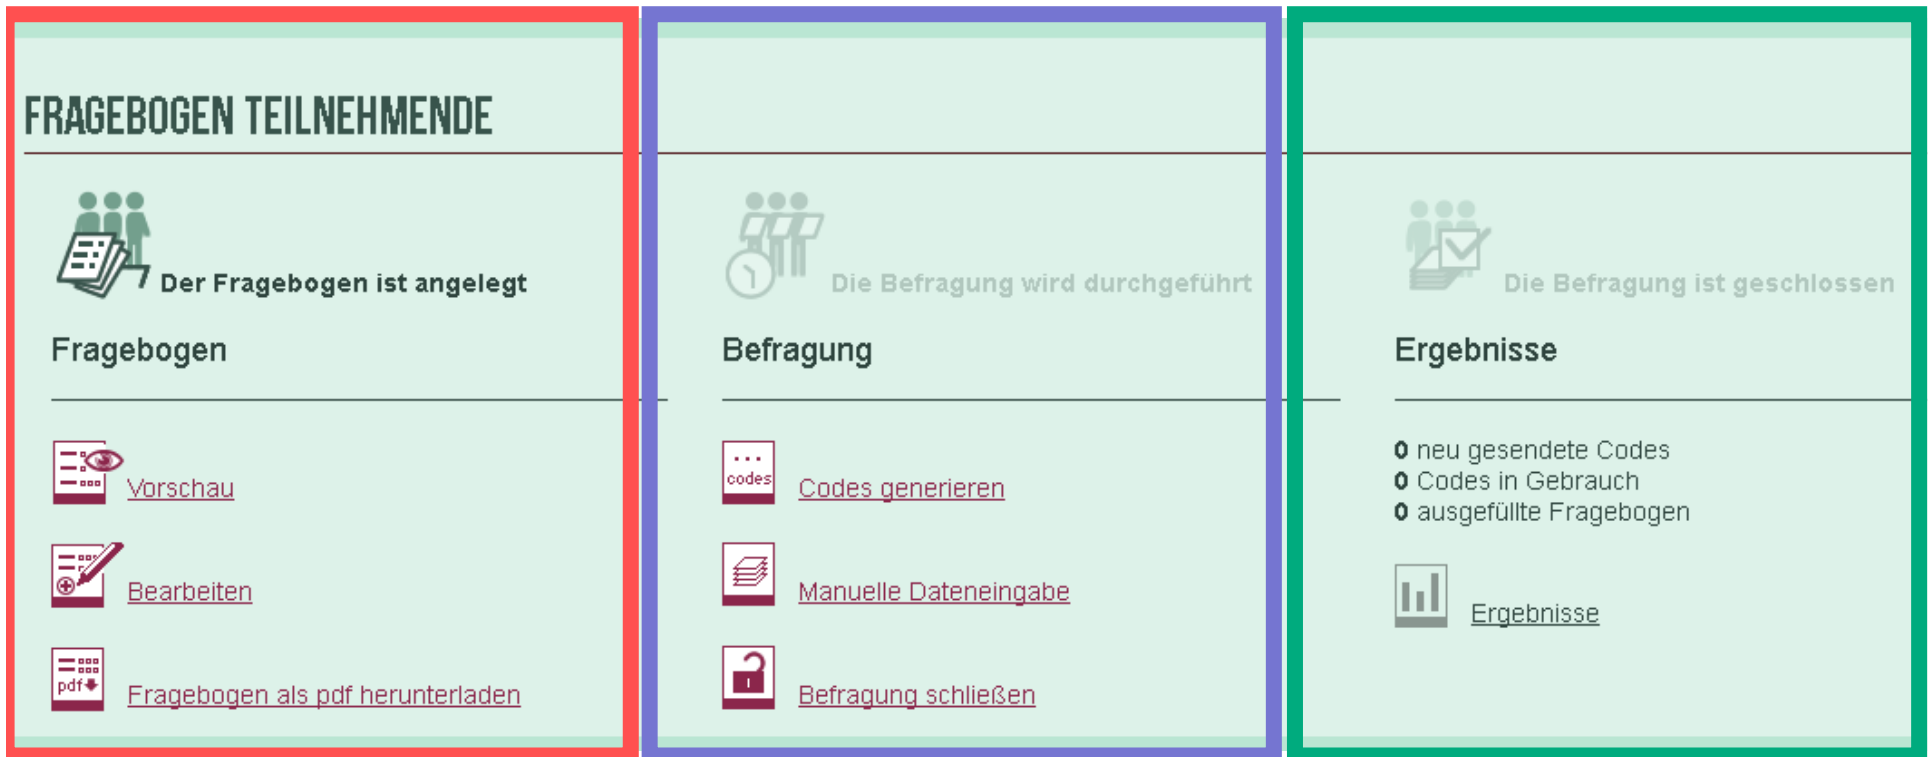 FRAGEBOGEN TEILNEHMENDE
Der Fragebogen ist angelegt
Fragebogen
Vorschau
Bearbeiten
pdf
Fragebogen als pdf herunterladen
Die Befragung wird durchgeführt
Befragung
codes
Codes generieren
Manuelle Dateneingabe
Befragung schließen
Die Befragung ist geschlossen
Ergebnisse
0 neu gesendete Codes
0 Codes in Gebrauch
0 ausgefüllte Fragebogen
Ergebnisse